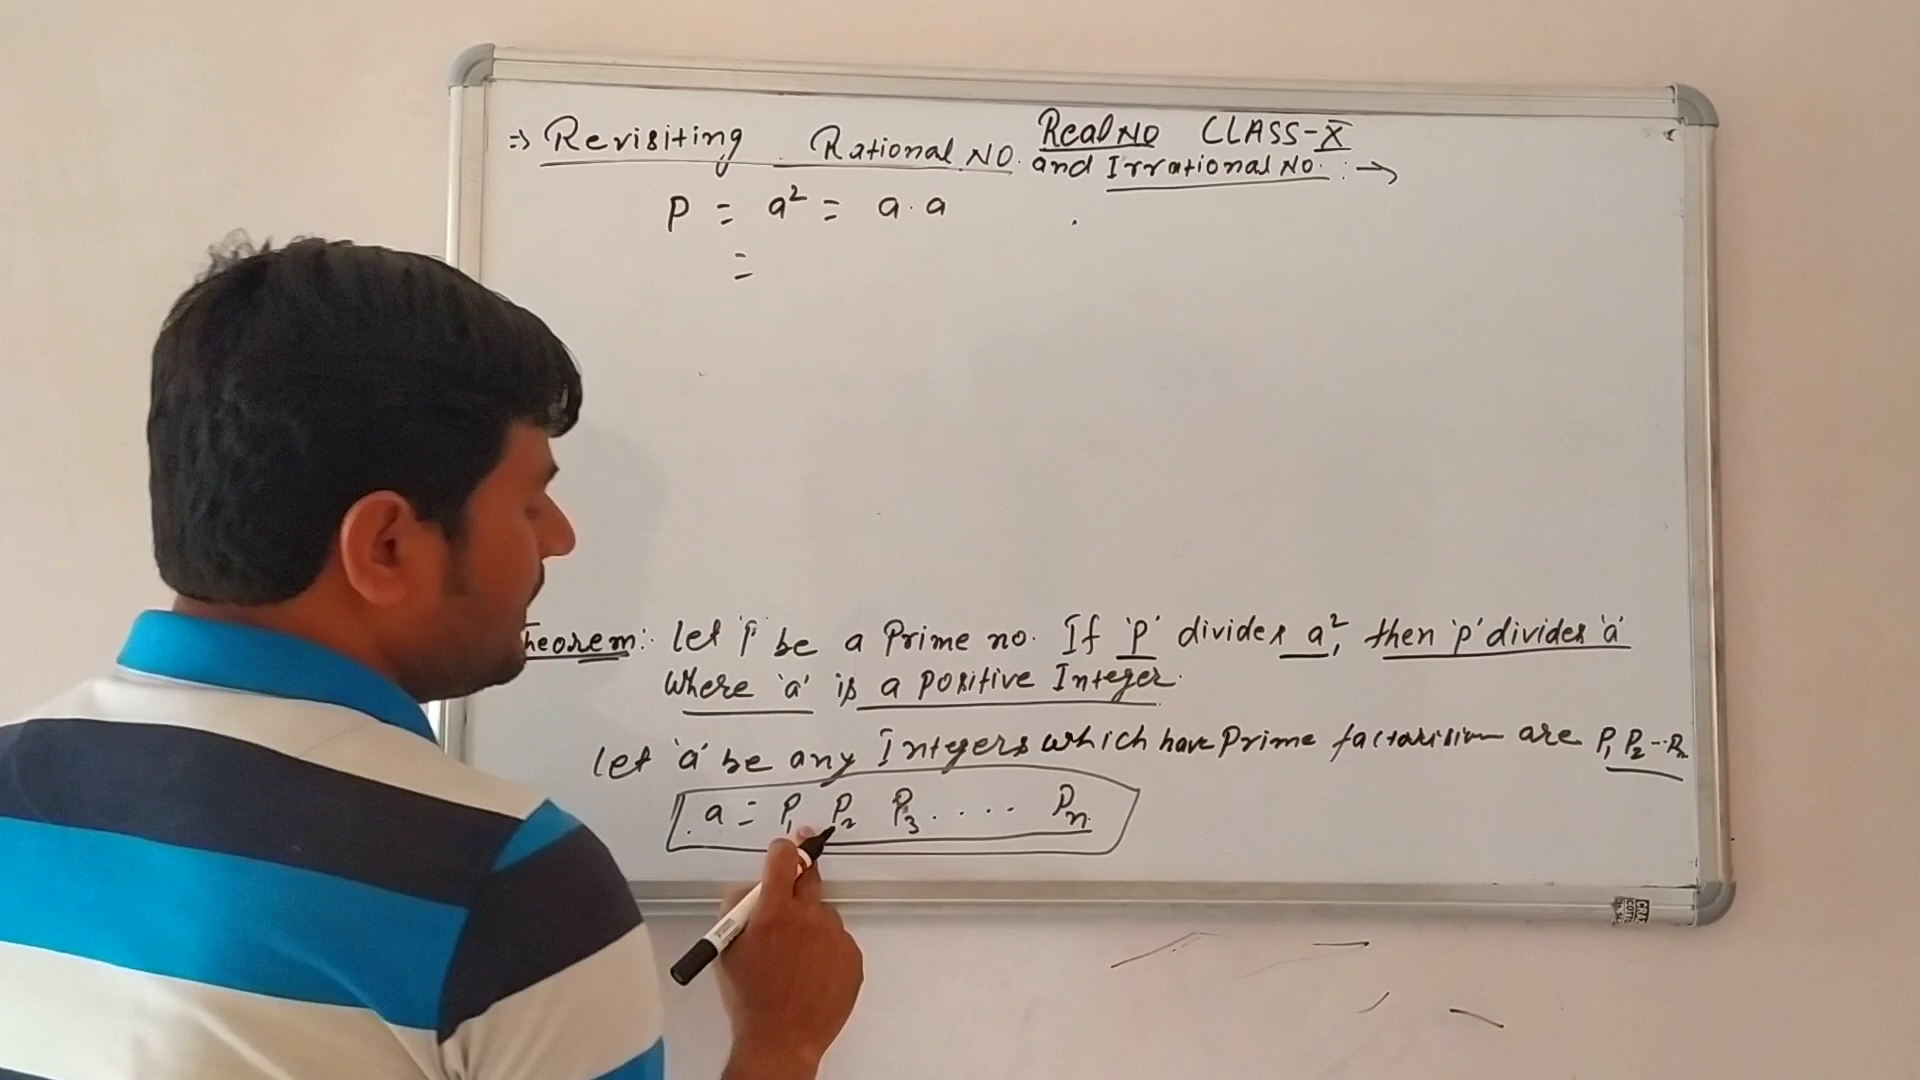 Real NO CLASS-X
⇒ Revisiting Rational NO. and Irrational NO. :→
P = a² = a·a
=
heorem:- let 'P' be a Prime no. If 'P' divides a², then 'p' divides 'a'
where 'a' is a positive Integer.
let 'a' be any Integers which have Prime are P₁ P₂ --- Pₙ
a = P₁ P₂ P₃ . . . . Pₙ